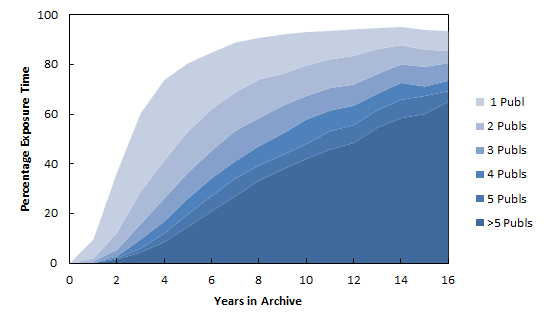 100
80
60
40
20
0
Percentage Exposure Time
0 2 4 6 8 10 12 14 16
Years in Archive
1 Publ
2 Publs
3 Publs
4 Publs
5 Publs
>5 Publs